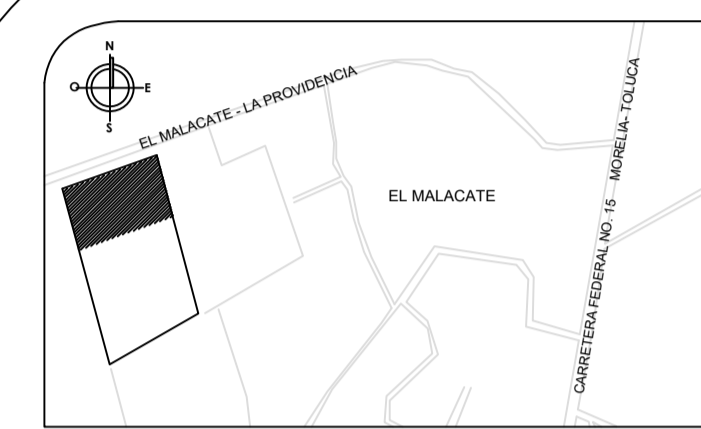 N
O E
S
EL MALACATE - LA PROVIDENCIA
EL MALACATE
CARRETERA FEDERAL NO. 15 MORELIA- TOLUCA